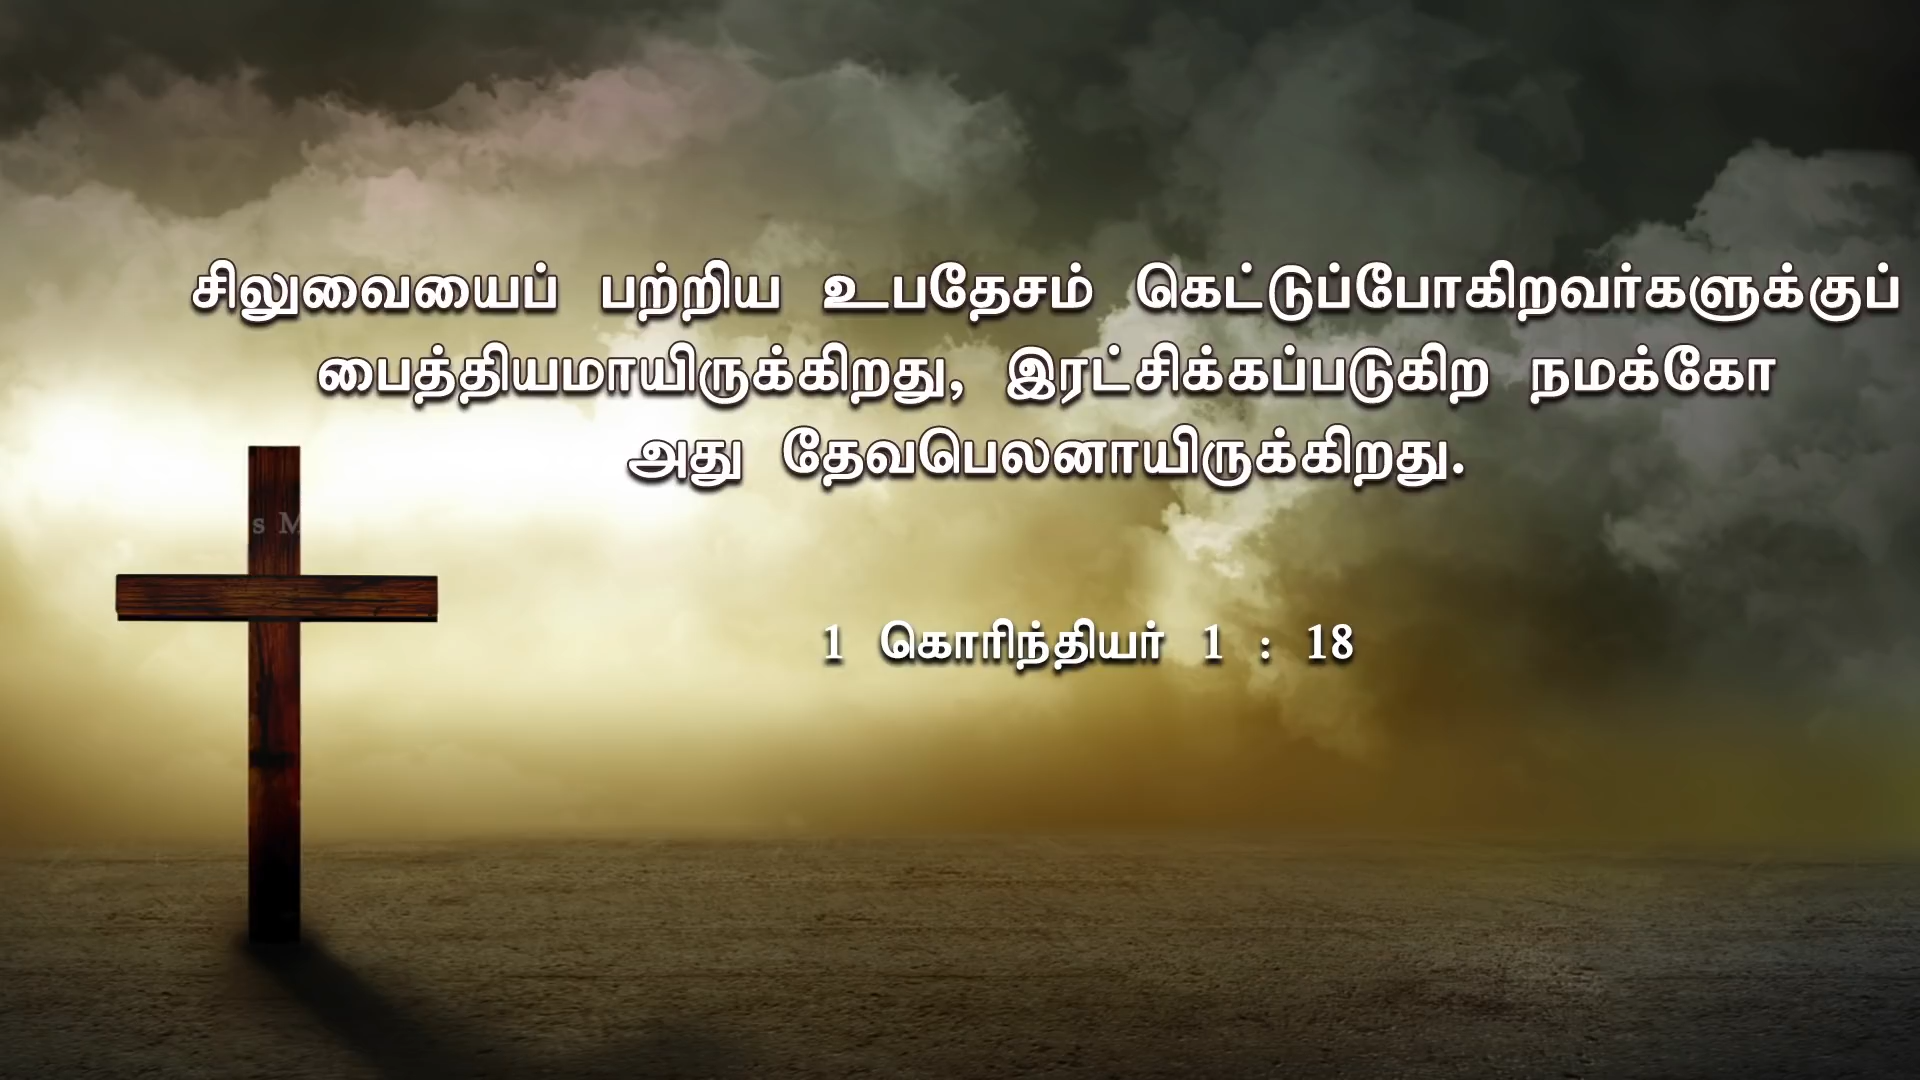 சிலுவையைப் பற்றிய உபதேசம் கெட்டுப்போகிறவர்களுக்குப்
பைத்தியமாயிருக்கிறது, இரட்சிக்கப்படுகிற நமக்கோ
அது தேவபெலனாயிருக்கிறது.
s M
1 கொரிந்தியர் 1 : 18